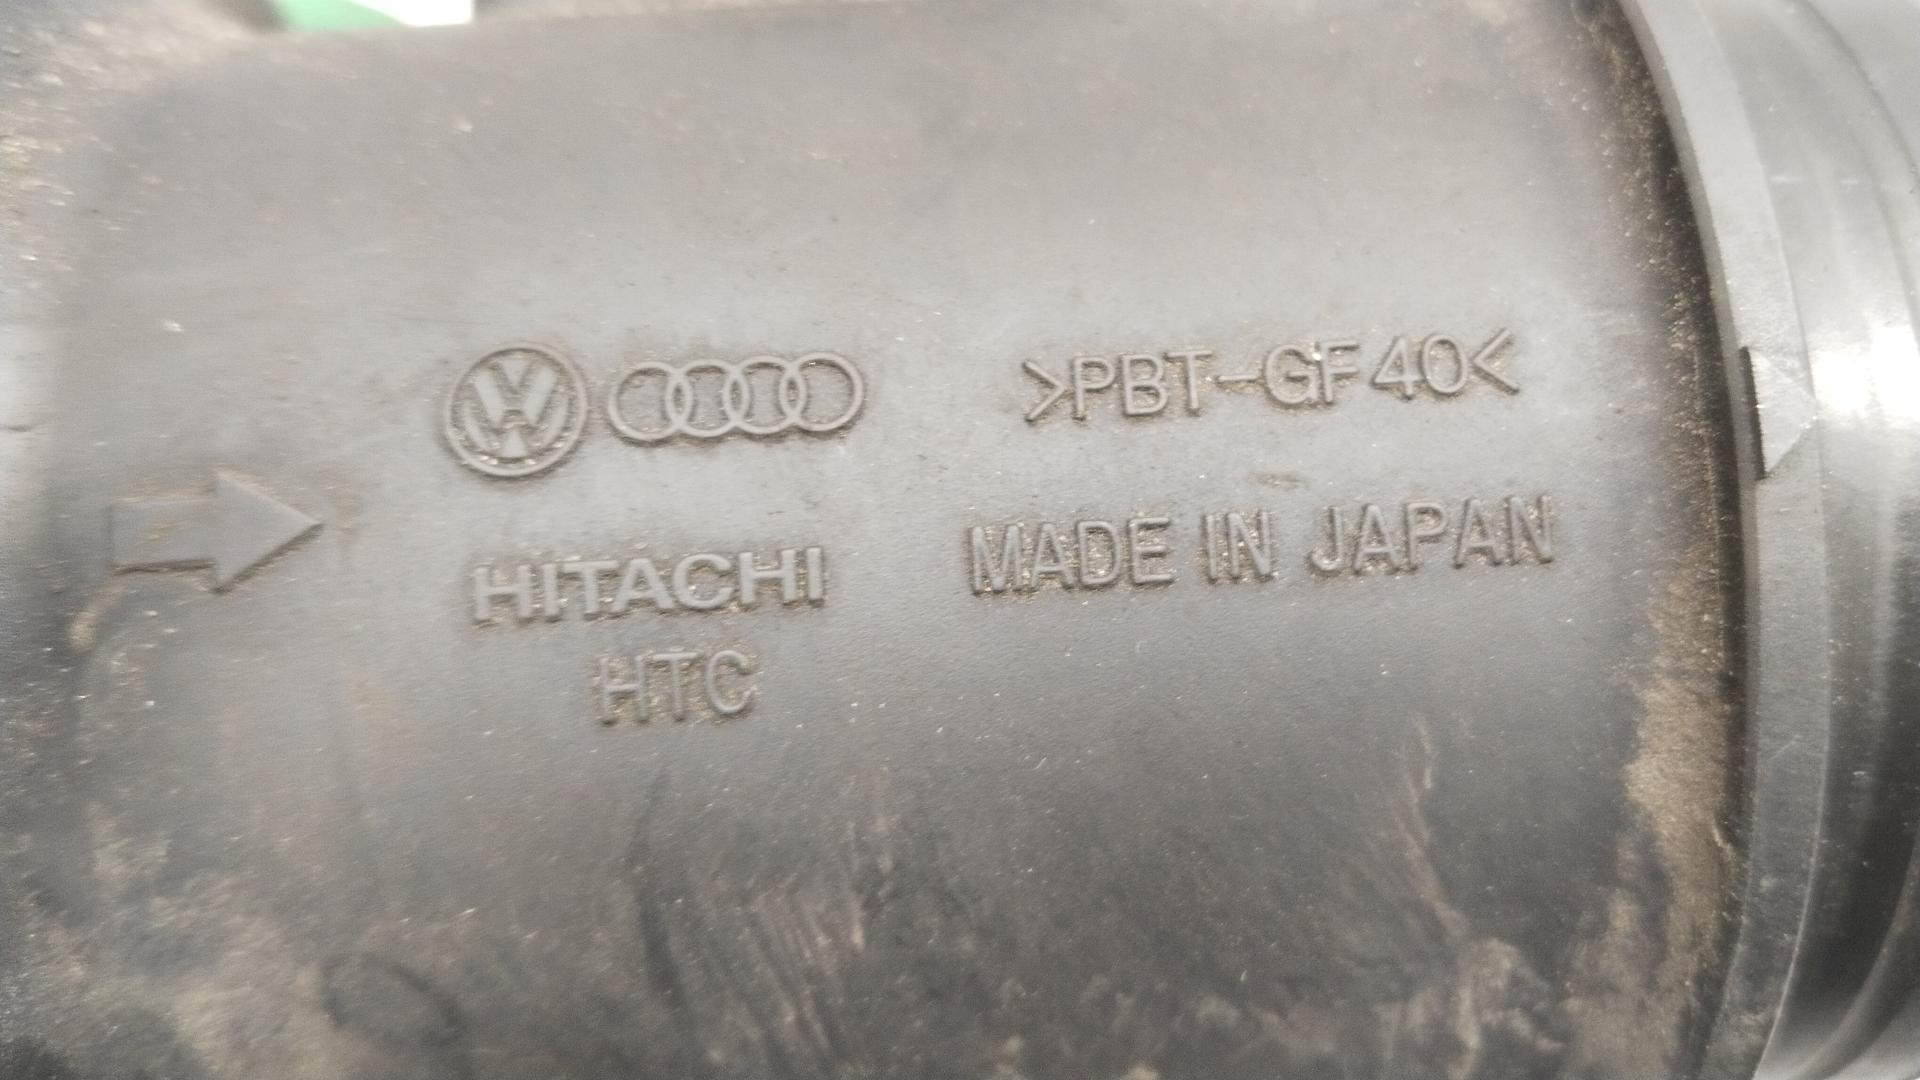 >PBT-GF40<
HITACHI
MADE IN JAPAN
HTC